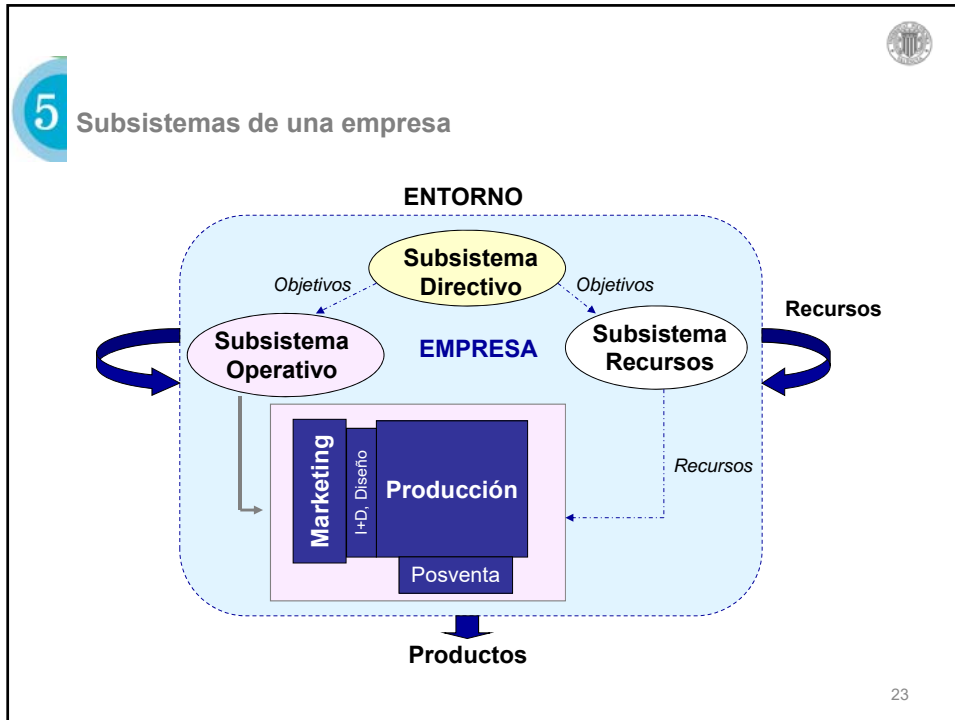 5
Subsistemas de una empresa
ENTORNO
Subsistema
Directivo
Objetivos
Objetivos
Recursos
Subsistema
Operativo
EMPRESA
Subsistema
Recursos
Marketing
I+D, Diseño
Producción
Recursos
Posventa
Productos
23